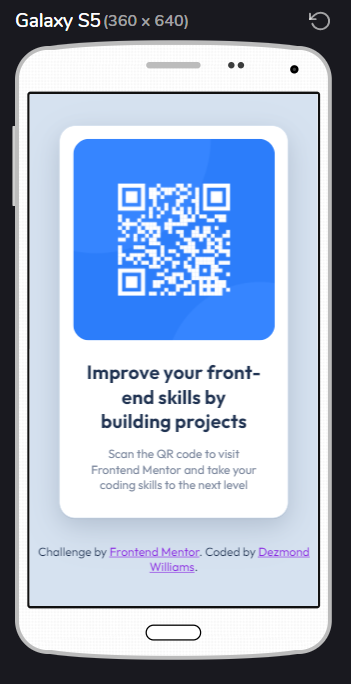 Galaxy S5 (360 x 640)
Improve your front-
end skills by
building projects
Scan the QR code to visit
Frontend Mentor and take your
coding skills to the next level
Challenge by Frontend Mentor. Coded by Dezmond
Williams.